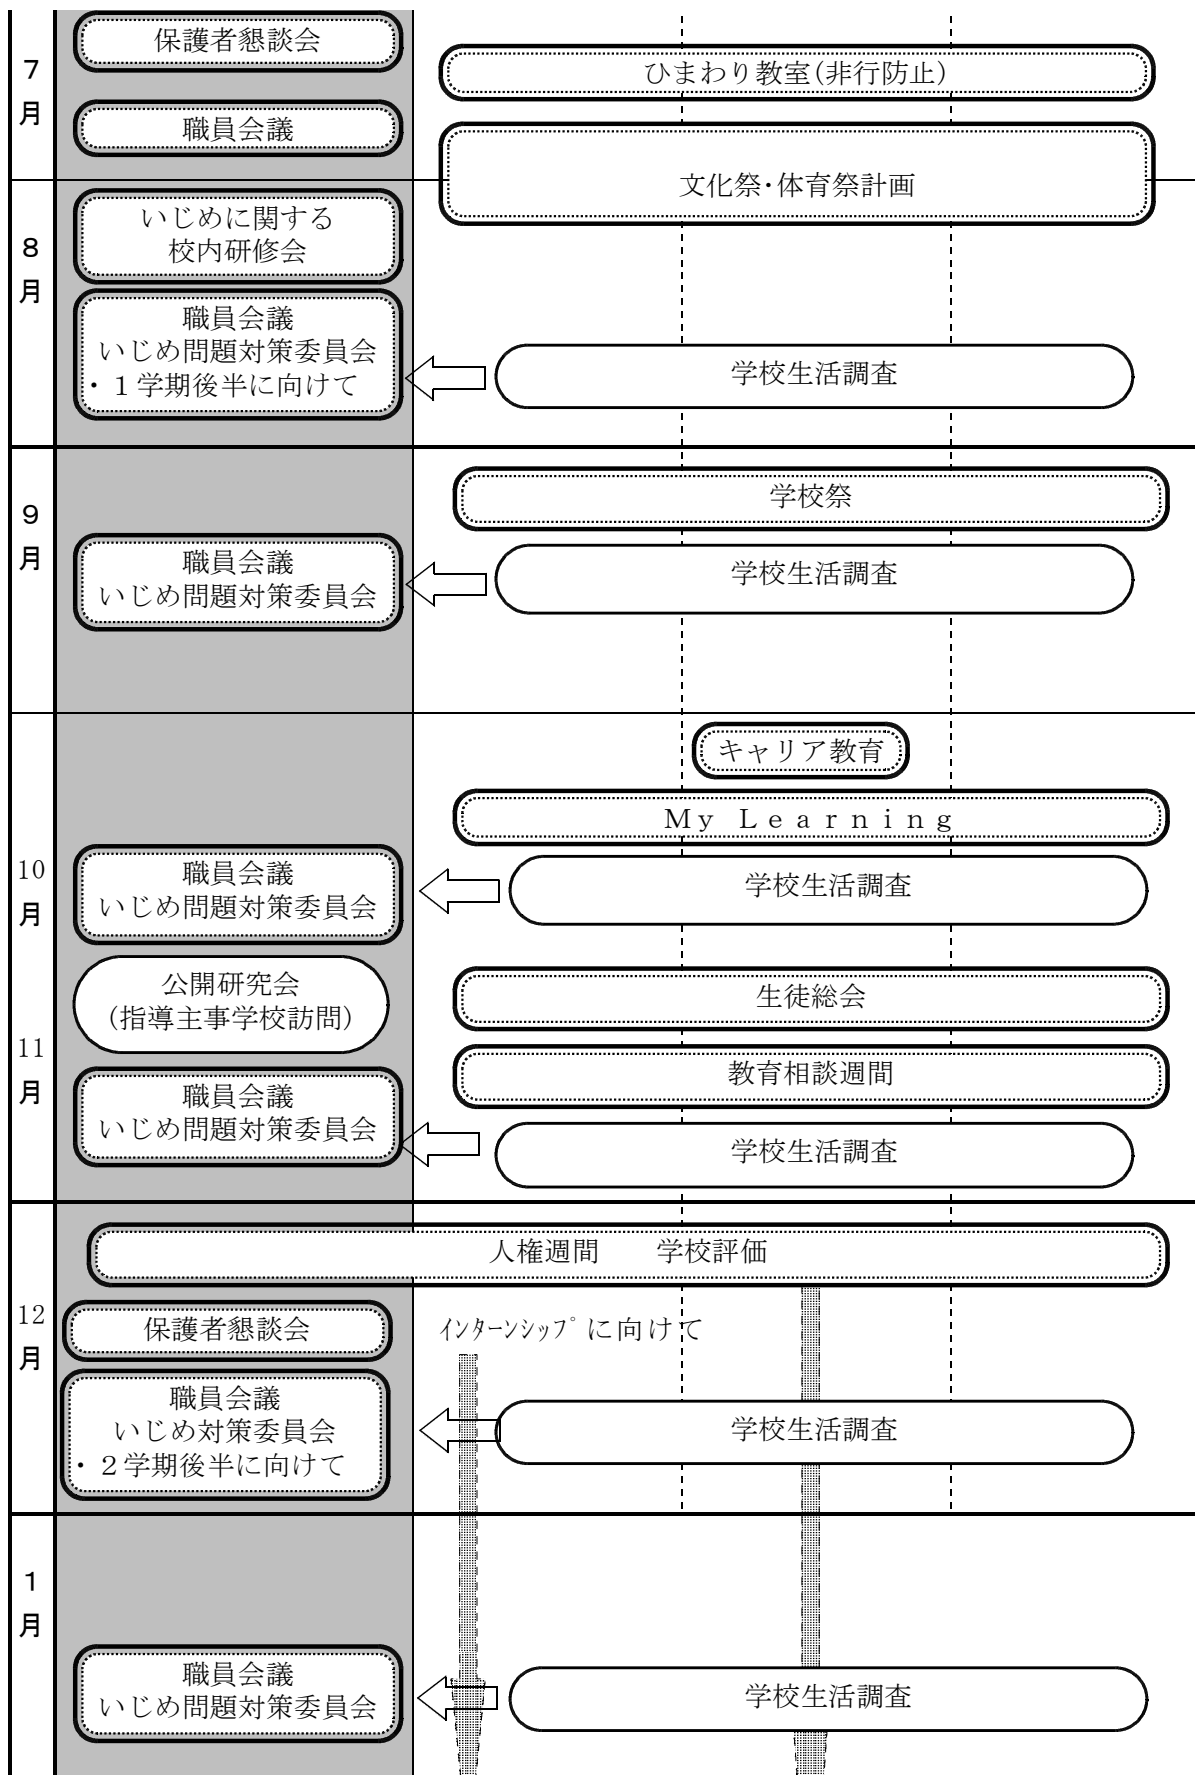 7
月
保護者懇談会
ひまわり教室(非行防止)
職員会議
文化祭・体育祭計画
8
月
いじめに関する
校内研修会
職員会議
いじめ問題対策委員会
・１学期後半に向けて
学校生活調査
9
月
学校祭
職員会議
いじめ問題対策委員会
学校生活調査
キャリア教育
Ｍｙ Ｌｅａｒｎｉｎｇ
10
月
職員会議
いじめ問題対策委員会
学校生活調査
公開研究会
(指導主事学校訪問)
生徒総会
11
月
教育相談週間
職員会議
いじめ問題対策委員会
学校生活調査
人権週間　　学校評価
12
月
保護者懇談会
ｲﾝﾀｰﾝｼｯﾌﾟに向けて
職員会議
いじめ対策委員会
・２学期後半に向けて
学校生活調査
1
月
職員会議
いじめ問題対策委員会
学校生活調査